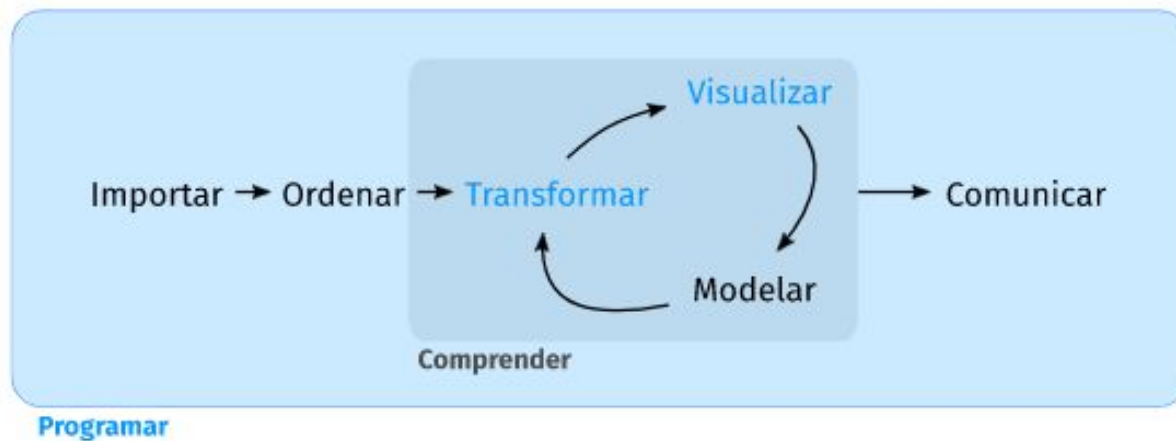 Visualizar
Importar
Ordenar
Transformar
Comunicar
Modelar
Comprender
Programar